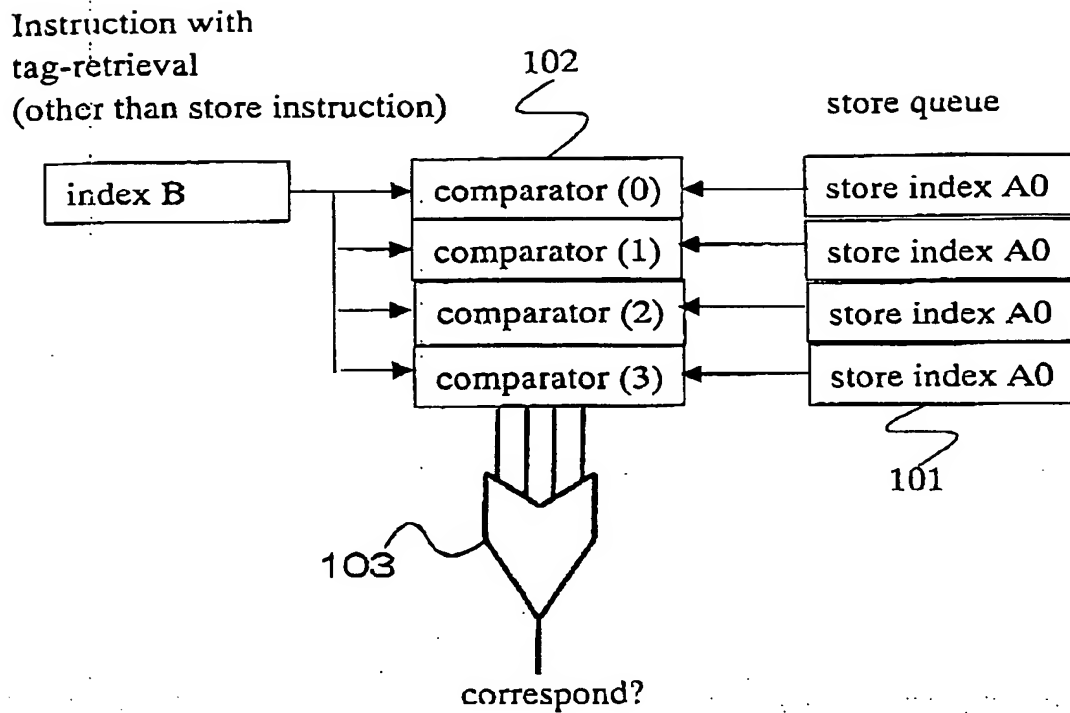 Instruction with
tag-retrieval
(other than store instruction)
102
store queue
index B
comparator (0)
store index A0
comparator (1)
store index A0
comparator (2)
store index A0
comparator (3)
store index A0
101
103
correspond?